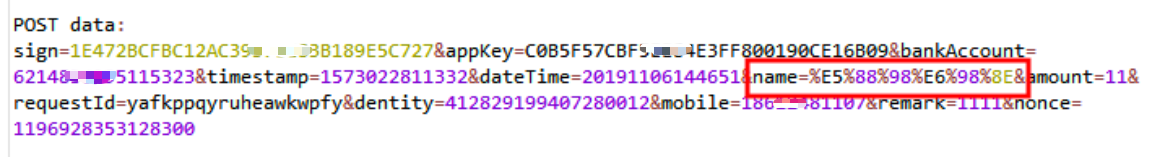 POST data:
sign=1E472BCFBC12AC39 3B189E5C727&appKey=C0B5F57CBF 4E3FF800190CE16B09&bankAccount=
62148 5115323&timestamp=1573022811332&dateTime=20191106144651&name=%E5%88%98%E6%98%8E&amount=11&
requestId=yafkppqyruheawkwpfy&dentity=412829199407280012&mobile=186 81107&remark=1111&nonce=
1196928353128300